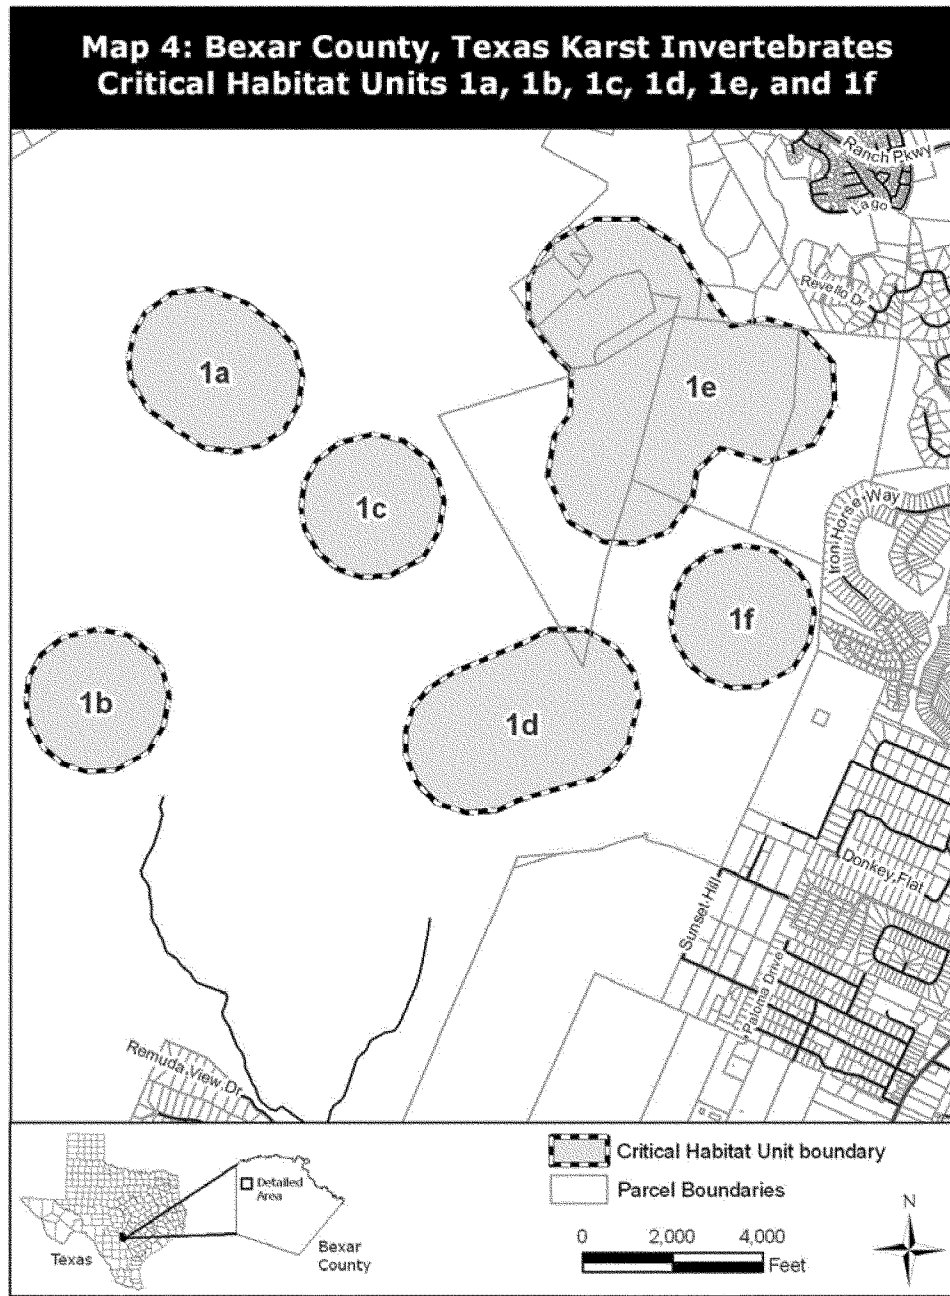 Map 4: Bexar County, Texas Karst Invertebrates
Critical Habitat Units 1a, 1b, 1c, 1d, 1e, and 1f
Ranch Pkwy
Lago
Revello Dr
1a
1e
1c
Iron Horse Way
1f
1b
1d
Donkey Flat
Sunset Hill
Paloma Drive
Remuda View Dr
Critical Habitat Unit boundary
Parcel Boundaries
Detailed
Area
Texas
Bexar
County
0 2,000 4,000
Feet
N